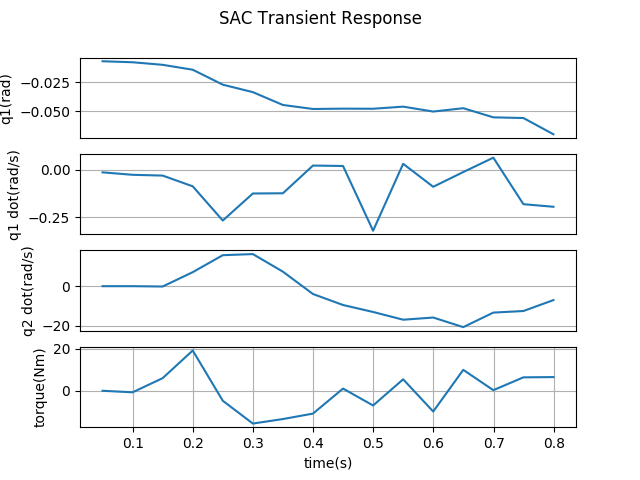 SAC Transient Response
q1(rad)
−0.025
−0.050
q1 dot(rad/s)
0.00
−0.25
q2 dot(rad/s)
0
−20
torque(Nm)
20
0
0.1 0.2 0.3 0.4 0.5 0.6 0.7 0.8
time(s)